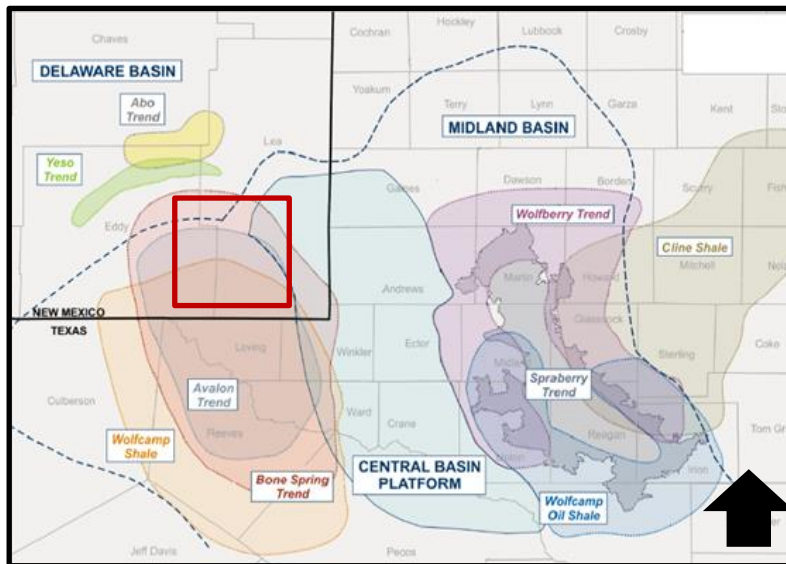 Hockley
Lubbock
Crosby
Cochran
Chaves
DELAWARE BASIN
Yoakum
Terry
Lynn
Garza
Kent
Abo
Trend
Lea
MIDLAND BASIN
Yeso
Trend
Gaines
Dawson
Borden
Scurry
Eddy
Wolfberry Trend
Cline Shale
Martin
Howard
Mitchell
Andrews
NEW MEXICO
TEXAS
Glasscock
Loving
Winkler
Ector
Midland
Sterling
Coke
Avalon
Trend
Culberson
Spraberry
Trend
Ward
Crane
Reeves
Reagan
Tom Gr
Wolfcamp
Shale
Upton
Irion
CENTRAL BASIN
PLATFORM
Bone Spring
Trend
Wolfcamp
Oil Shale
Jeff Davis
Pecos